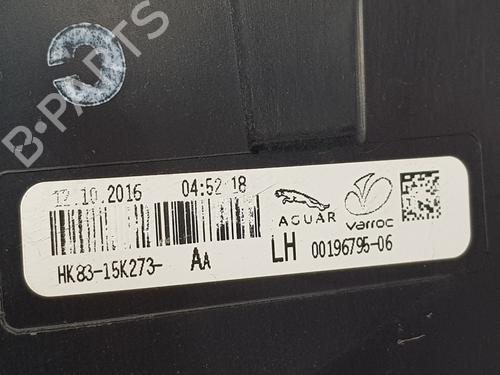 B-PARTS
12.10.2016 04:52 18
JAGUAR
varroc
HK83-15K273- AA LH 00196795-06